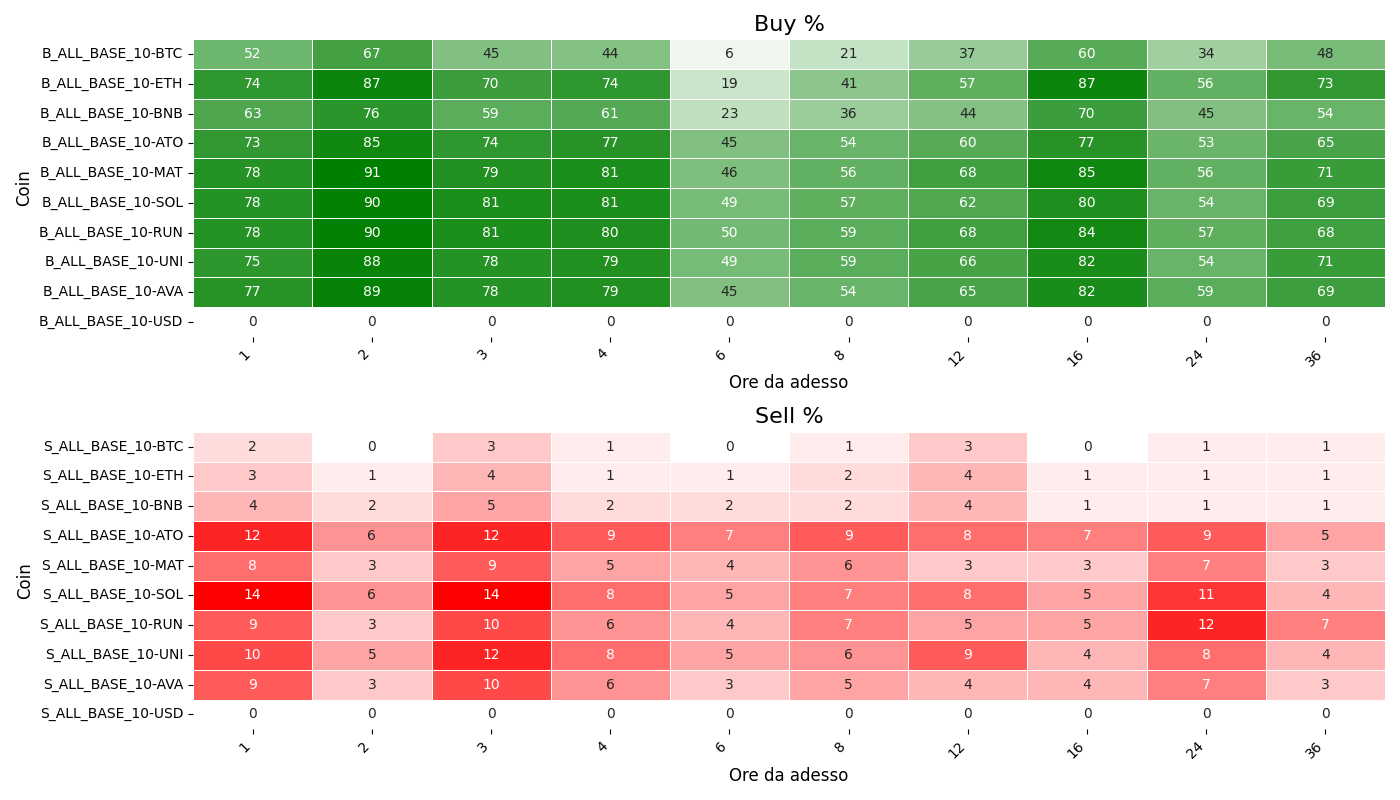 Buy %
Coin
B_ALL_BASE_10-BTC 52 67 45 44 6 21 37 60 34 48
B_ALL_BASE_10-ETH 74 87 70 74 19 41 57 87 56 73
B_ALL_BASE_10-BNB 63 76 59 61 23 36 44 70 45 54
B_ALL_BASE_10-ATO 73 85 74 77 45 54 60 77 53 65
B_ALL_BASE_10-MAT 78 91 79 81 46 56 68 85 56 71
B_ALL_BASE_10-SOL 78 90 81 81 49 57 62 80 54 69
B_ALL_BASE_10-RUN 78 90 81 80 50 59 68 84 57 68
B_ALL_BASE_10-UNI 75 88 78 79 49 59 66 82 54 71
B_ALL_BASE_10-AVA 77 89 78 79 45 54 65 82 59 69
B_ALL_BASE_10-USD 0 0 0 0 0 0 0 0 0 0
1 2 3 4 6 8 12 16 24 36
Ore da adesso
Sell %
Coin
S_ALL_BASE_10-BTC 2 0 3 1 0 1 3 0 1 1
S_ALL_BASE_10-ETH 3 1 4 1 1 2 4 1 1 1
S_ALL_BASE_10-BNB 4 2 5 2 2 2 4 1 1 1
S_ALL_BASE_10-ATO 12 6 12 9 7 9 8 7 9 5
S_ALL_BASE_10-MAT 8 3 9 5 4 6 3 3 7 3
S_ALL_BASE_10-SOL 14 6 14 8 5 7 8 5 11 4
S_ALL_BASE_10-RUN 9 3 10 6 4 7 5 5 12 7
S_ALL_BASE_10-UNI 10 5 12 8 5 6 9 4 8 4
S_ALL_BASE_10-AVA 9 3 10 6 3 5 4 4 7 3
S_ALL_BASE_10-USD 0 0 0 0 0 0 0 0 0 0
1 2 3 4 6 8 12 16 24 36
Ore da adesso